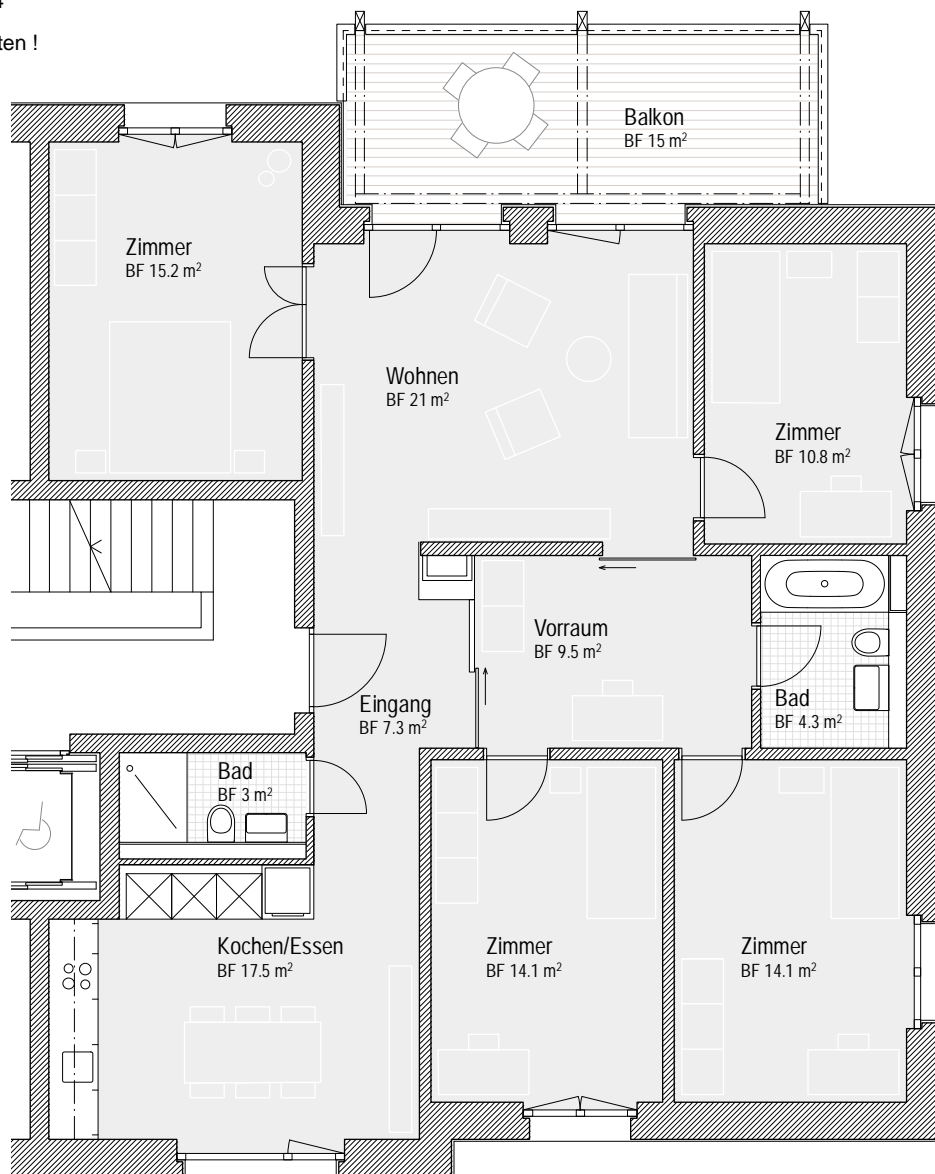 ten !
Balkon
BF 15 m²
Zimmer
BF 15.2 m²
Wohnen
BF 21 m²
Zimmer
BF 10.8 m²
Vorraum
BF 9.5 m²
Eingang
BF 7.3 m²
Bad
BF 4.3 m²
Bad
BF 3 m²
Kochen/Essen
BF 17.5 m²
Zimmer
BF 14.1 m²
Zimmer
BF 14.1 m²